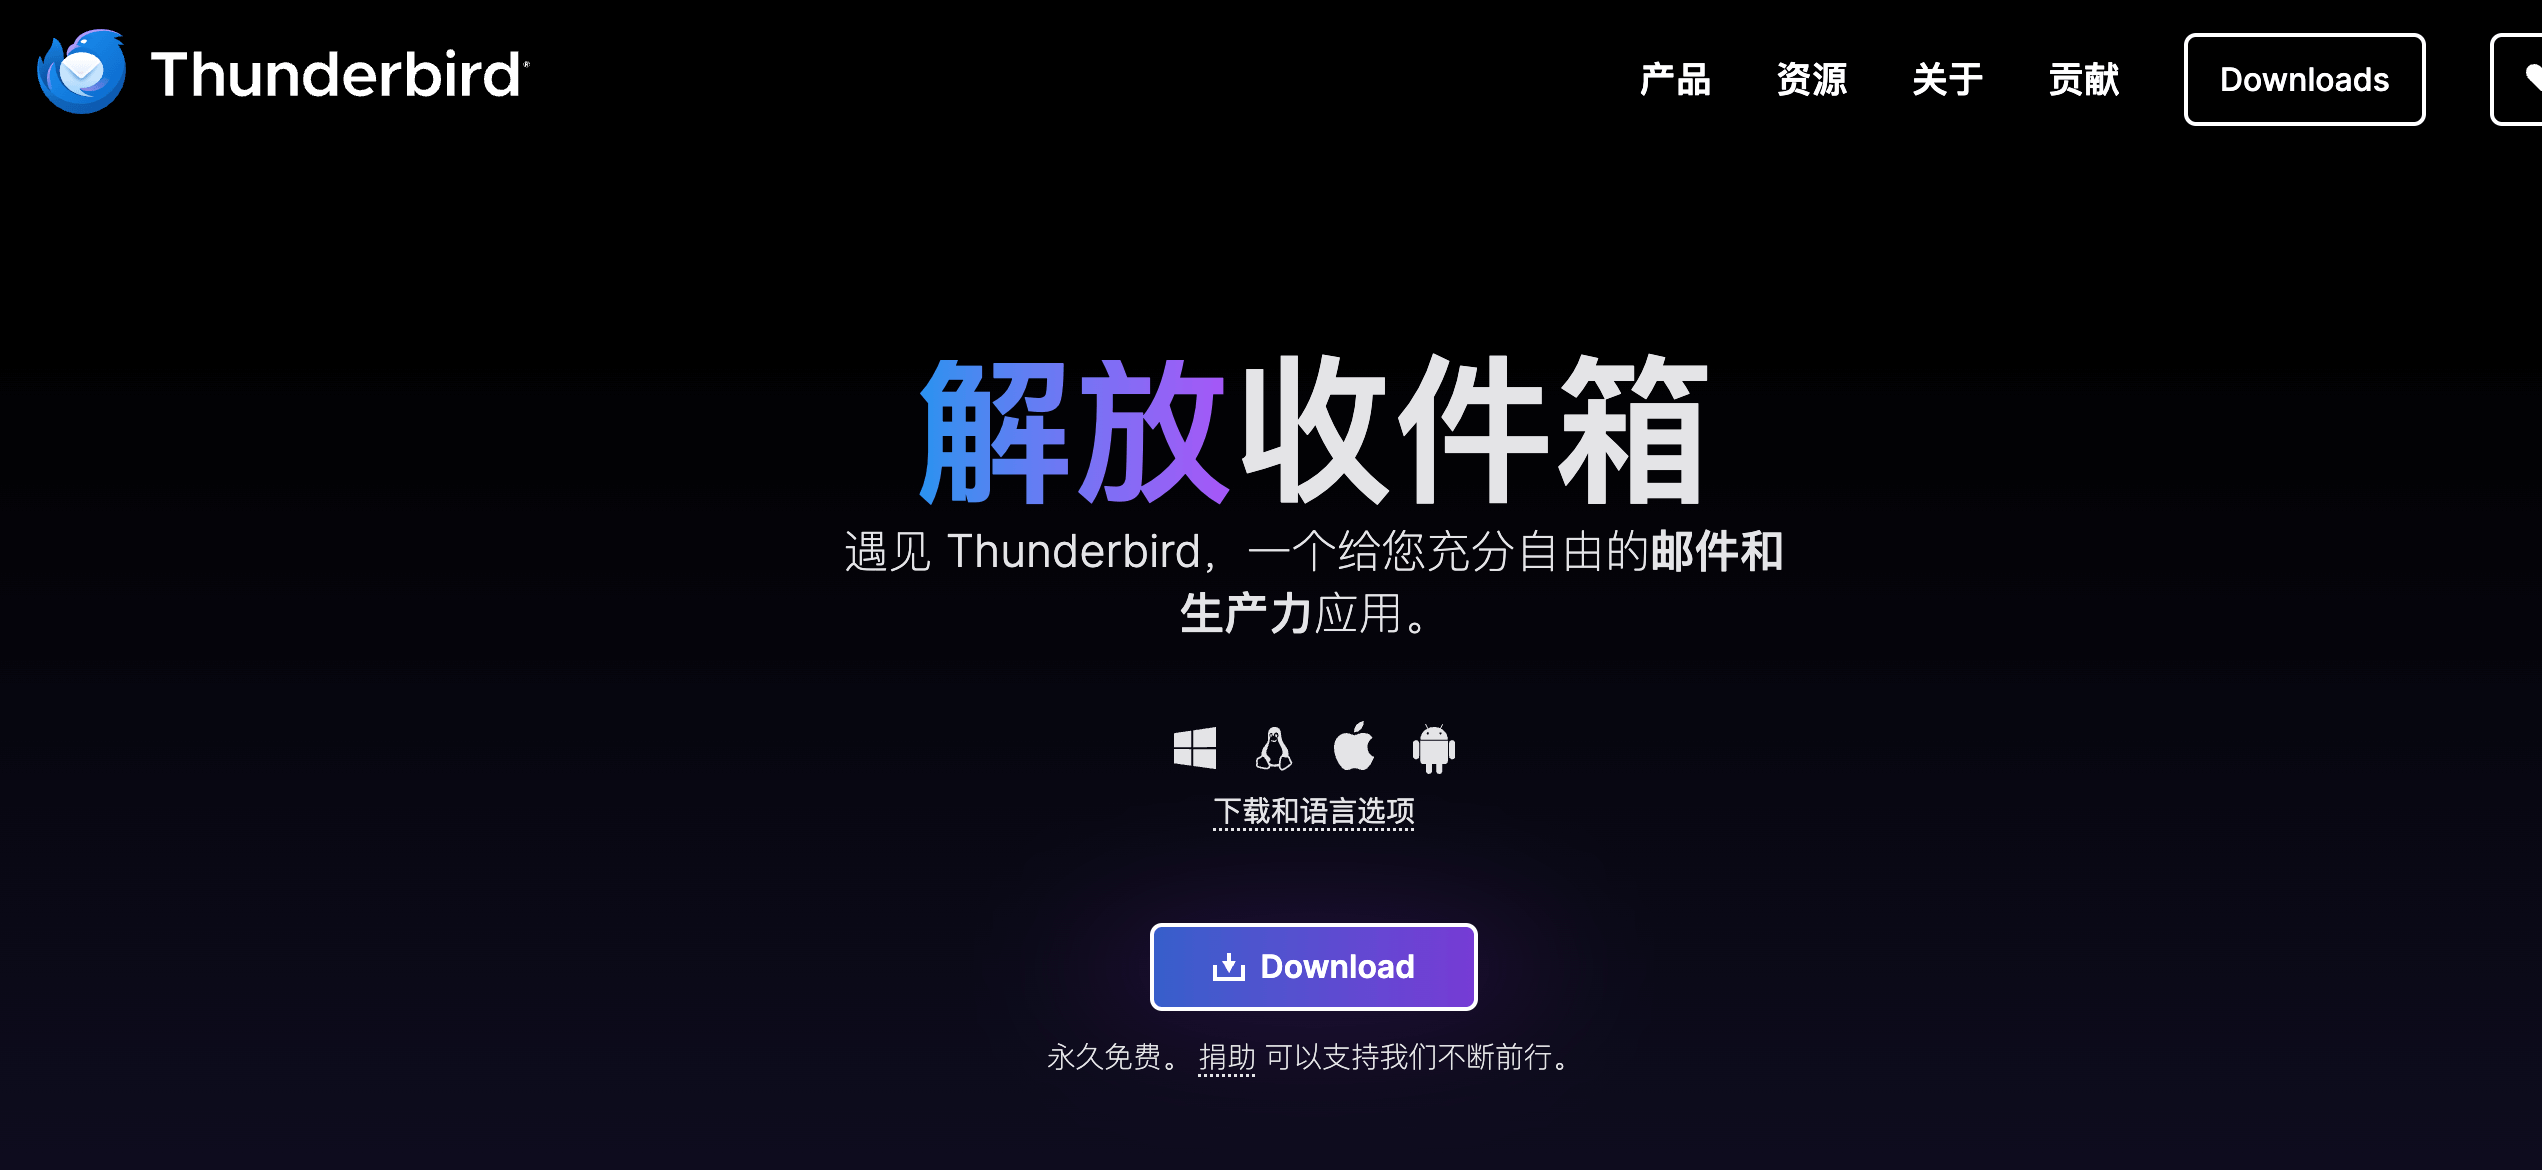 Thunderbird®
产品 资源 关于 贡献 Downloads
解放收件箱
遇见 Thunderbird，一个给您充分自由的邮件和
生产力应用。
下载和语言选项
Download
永久免费。 捐助 可以支持我们不断前行。